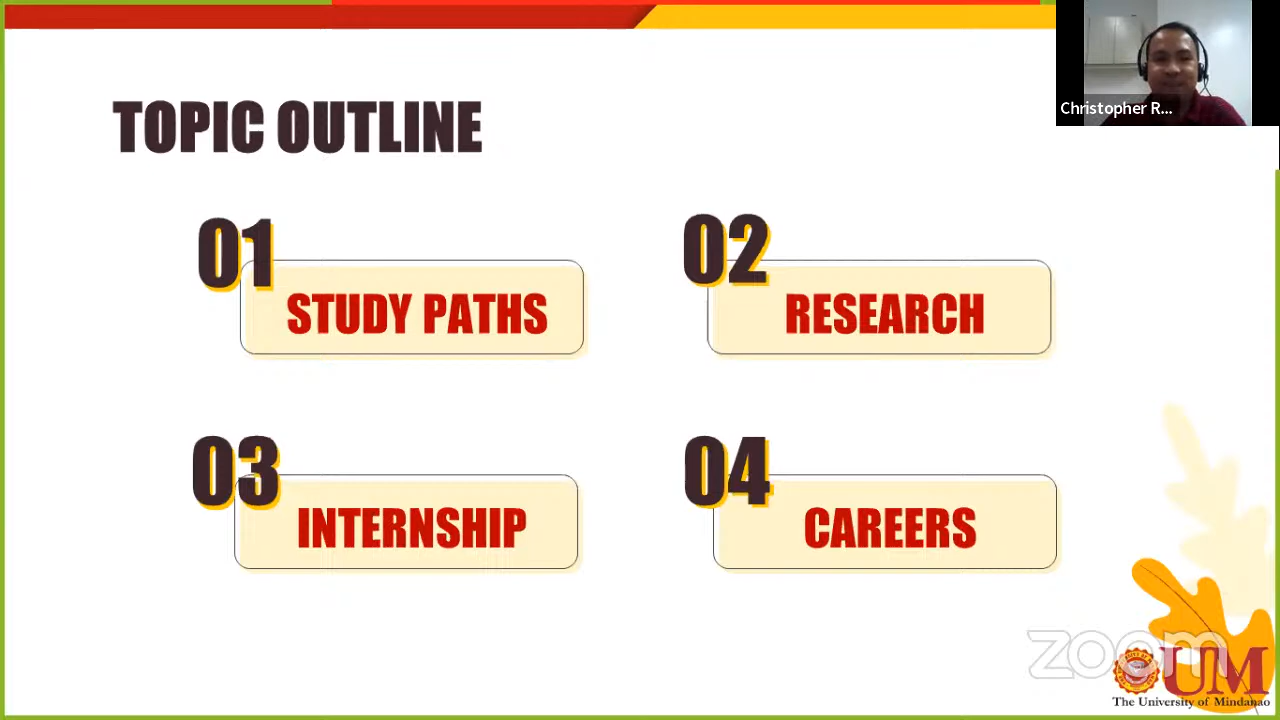 Christopher R...
TOPIC OUTLINE
01
STUDY PATHS
02
RESEARCH
03
INTERNSHIP
04
CAREERS
zoom
UM
The University of Mindanao